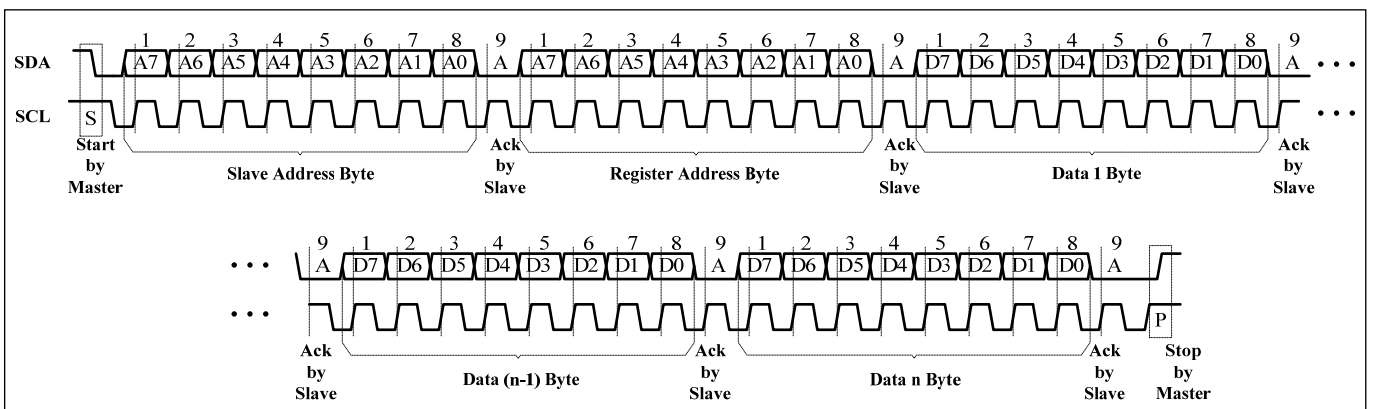 1 2 3 4 5 6 7 8 9 1 2 3 4 5 6 7 8 9 1 2 3 4 5 6 7 8 9
SDA A7 A6 A5 A4 A3 A2 A1 A0 A A7 A6 A5 A4 A3 A2 A1 A0 A D7 D6 D5 D4 D3 D2 D1 D0 A • • •
SCL S • • •
Start by Master
Slave Address Byte
Ack by Slave
Register Address Byte
Ack by Slave
Data 1 Byte
Ack by Slave
9 1 2 3 4 5 6 7 8 9 1 2 3 4 5 6 7 8 9
• • • A D7 D6 D5 D4 D3 D2 D1 D0 A D7 D6 D5 D4 D3 D2 D1 D0 A
• • • P
Ack by Slave
Data (n-1) Byte
Ack by Slave
Data n Byte
Ack by Slave
Stop by Master